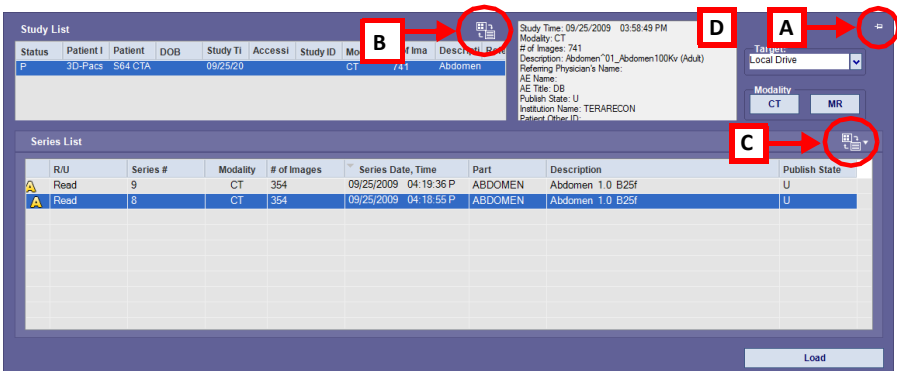 Study List
B
D
A
Status Patient I Patient DOB Study Ti Accessi Study ID Mo f Ima Descripti Refe
P 3D-Pacs S64 CTA 09/25/20 CT 741 Abdomen
Study Time: 09/25/2009 03:58:49 PM
Modality: CT
# of Images: 741
Description: Abdomen^01_Abdomen100Kv (Adult)
Referring Physician's Name:
AE Name:
AE Title: DB
Publish State: U
Institution Name: TERARECON
Patient Other ID:
Target:
Local Drive
Modality
CT MR
Series List
C
R/U Series # Modality # of Images Series Date, Time Part Description Publish State
A Read 9 CT 354 09/25/2009 04:19:36 P ABDOMEN Abdomen 1.0 B25f U
A Read 8 CT 354 09/25/2009 04:18:55 P ABDOMEN Abdomen 1.0 B25f U
Load